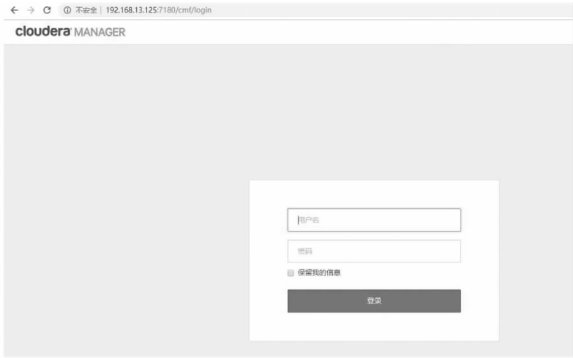 不安全 | 192.168.13.125:7180/cmf/login
cloudera MANAGER
用户名
密码
保留我的信息
登录